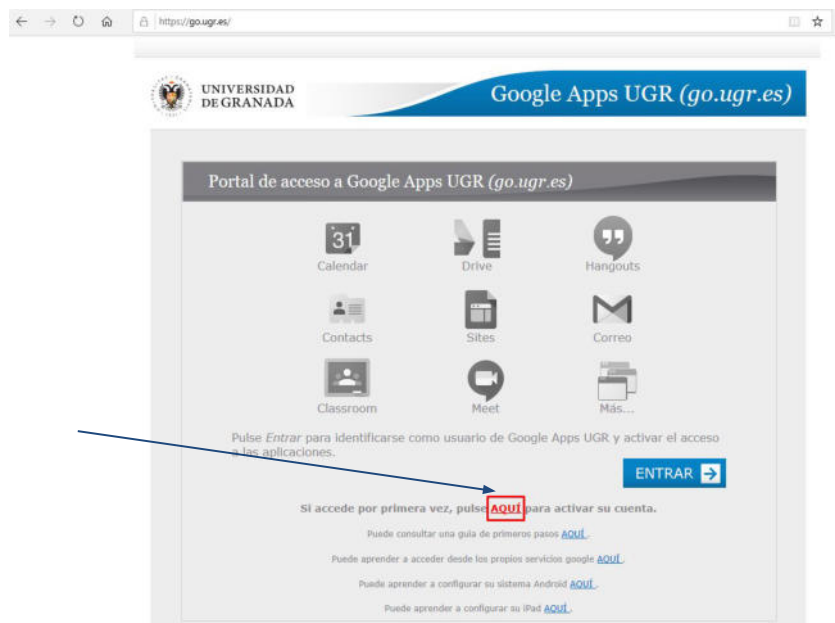 https://go.ugr.es/
UNIVERSIDAD
DE GRANADA
Google Apps UGR (go.ugr.es)
Portal de acceso a Google Apps UGR (go.ugr.es)
31
Calendar
Drive
Hangouts
Contacts
Sites
Correo
Classroom
Meet
Más...
Pulse Entrar para identificarse como usuario de Google Apps UGR y activar el acceso
a las aplicaciones.
ENTRAR
Si accede por primera vez, pulse AQUÍ para activar su cuenta.
Puede consultar una guia de primeros pasos AQUÍ .
Puede aprender a acceder desde los propios servicios google AQUÍ .
Puede aprender a configurar su sistema Android AQUÍ .
Puede aprender a configurar su iPad AQUÍ .